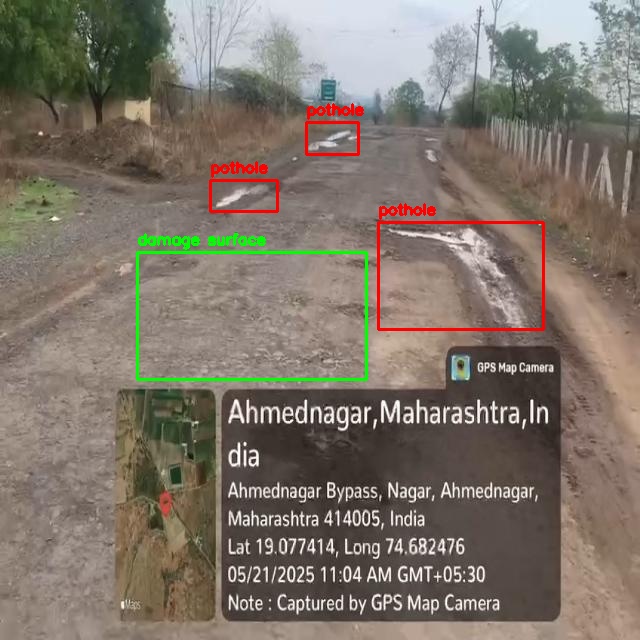 pothole
pothole
pothole
damage surface
GPS Map Camera
Ahmednagar,Maharashtra,In
dia
Ahmednagar Bypass, Nagar, Ahmednagar,
Maharashtra 414005, India
Lat 19.077414, Long 74.682476
05/21/2025 11:04 AM GMT+05:30
Note : Captured by GPS Map Camera
Maps